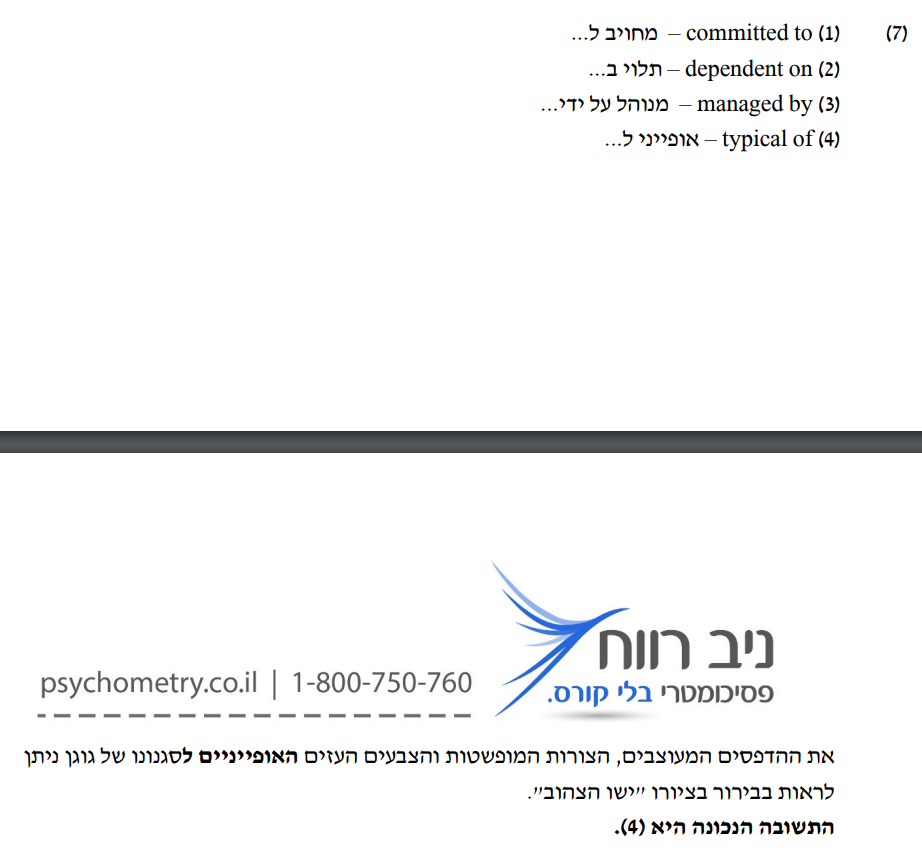 (7) (1) committed to – מחויב ל...
(2) dependent on – תלוי ב...
(3) managed by – מנוהל על ידי...
(4) typical of – אופייני ל...
ניב רווח
פסיכומטרי בלי קורס.
psychometry.co.il | 1-800-750-760
את ההדפסים המעוצבים, הצורות המופשטות והצבעים העזים האופייניים לסגנונו של גוגן ניתן
לראות בבירור בציורו "ישו הצהוב".
התשובה הנכונה היא (4).